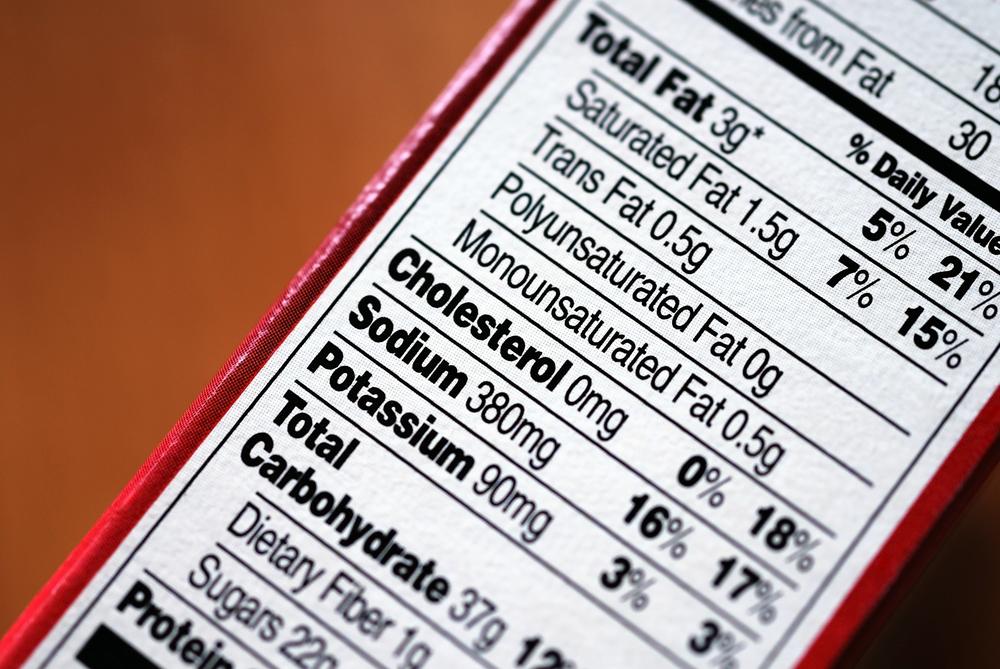 from Fat 30
% Daily Value
Total Fat 3g* 5% 21%
Saturated Fat 1.5g 7% 15%
Trans Fat 0.5g
Polyunsaturated Fat 0g
Monounsaturated Fat 0.5g
Cholesterol 0mg 0% 18%
Sodium 380mg 16% 17%
Potassium 90mg 3% 3%
Total
Carbohydrate 37g 12%
Dietary Fiber 1g
Sugars 22g
Protein